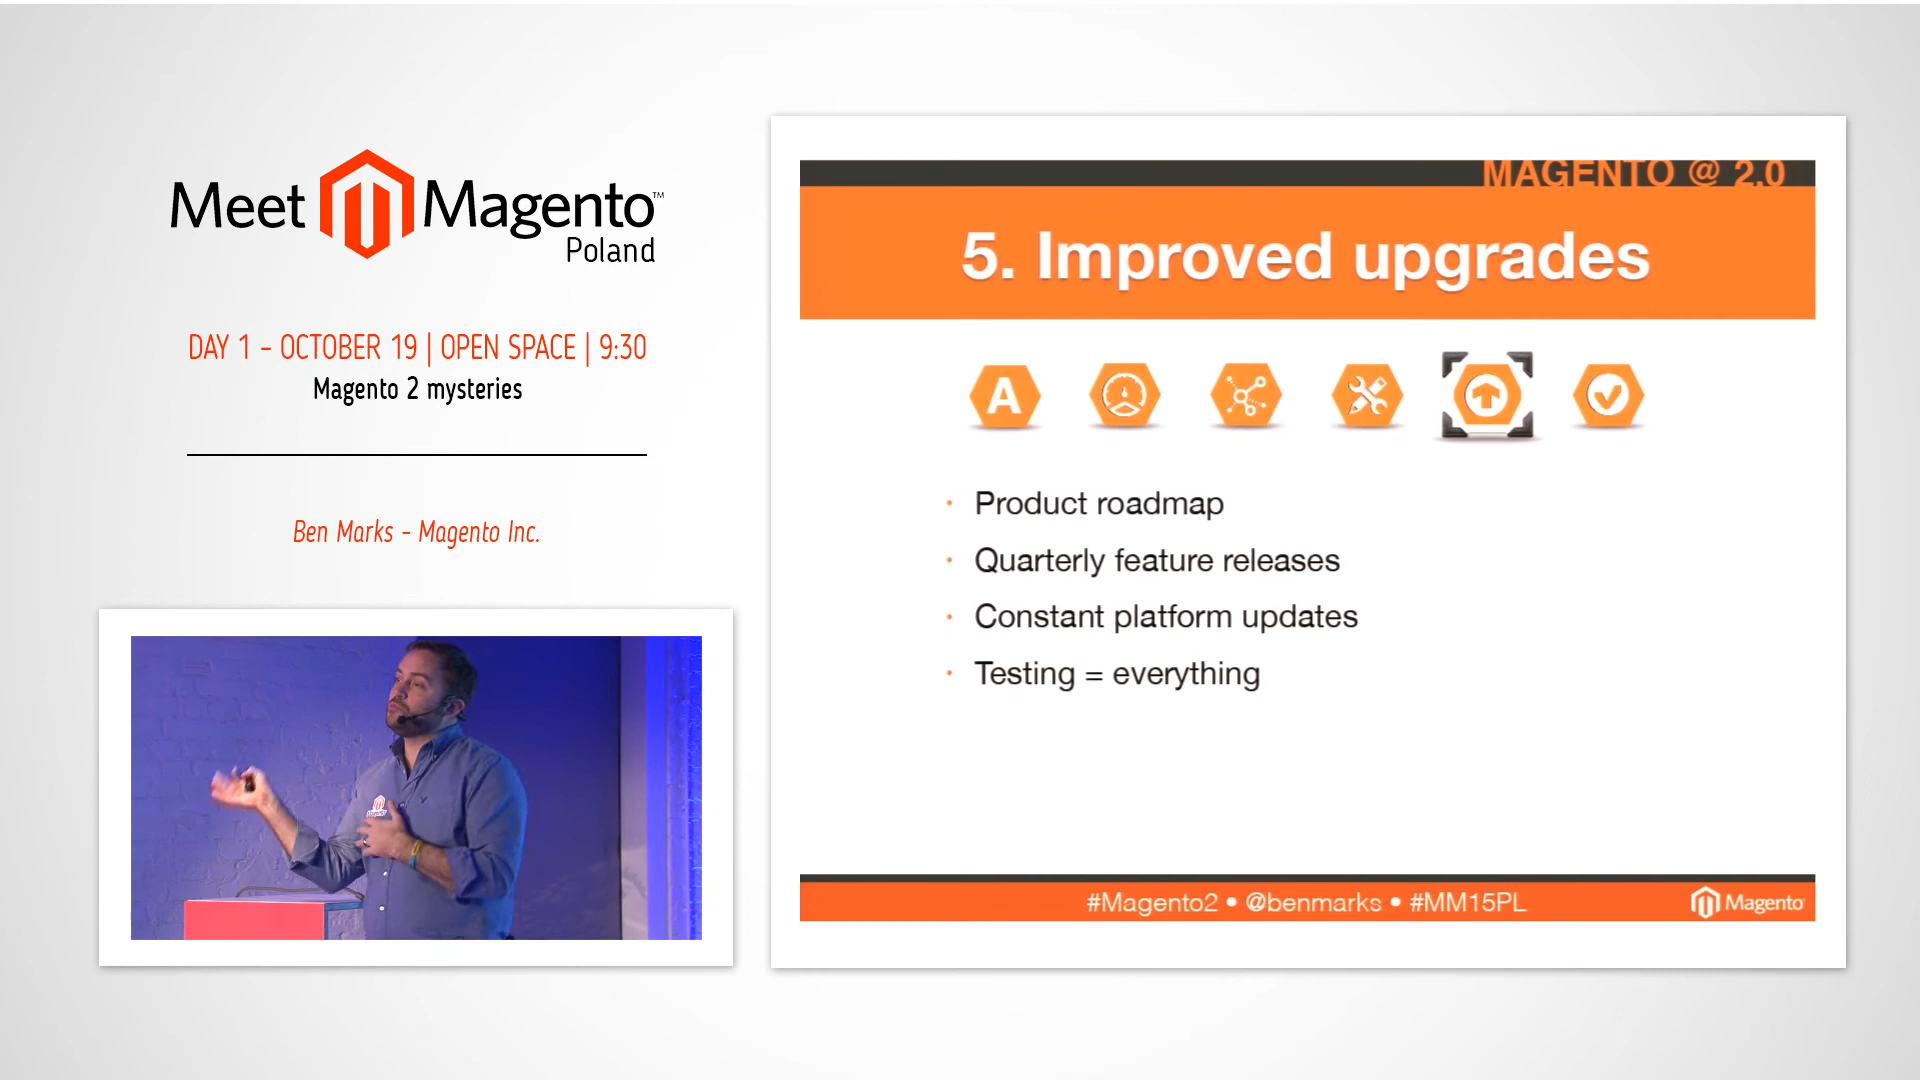 Meet Magento™
Poland
DAY 1 - OCTOBER 19 | OPEN SPACE | 9:30
Magento 2 mysteries
Ben Marks - Magento Inc.
MAGENTO @ 2.0
5. Improved upgrades
A
· Product roadmap
· Quarterly feature releases
· Constant platform updates
· Testing = everything
#Magento2 • @benmarks • #MM15PL
Magento